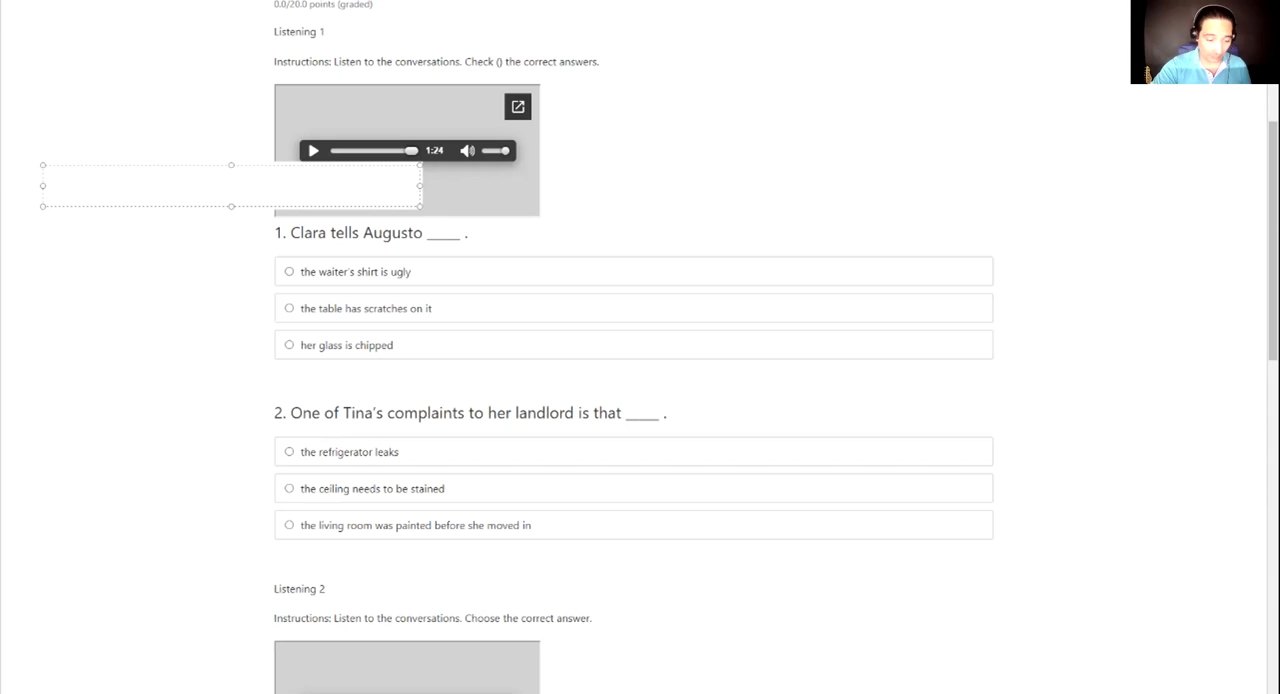 0.0/20.0 points (graded)
Listening 1
Instructions: Listen to the conversations. Check () the correct answers.
1:24
1. Clara tells Augusto _____ .
the waiter's shirt is ugly
the table has scratches on it
her glass is chipped
2. One of Tina's complaints to her landlord is that _____ .
the refrigerator leaks
the ceiling needs to be stained
the living room was painted before she moved in
Listening 2
Instructions: Listen to the conversations. Choose the correct answer.